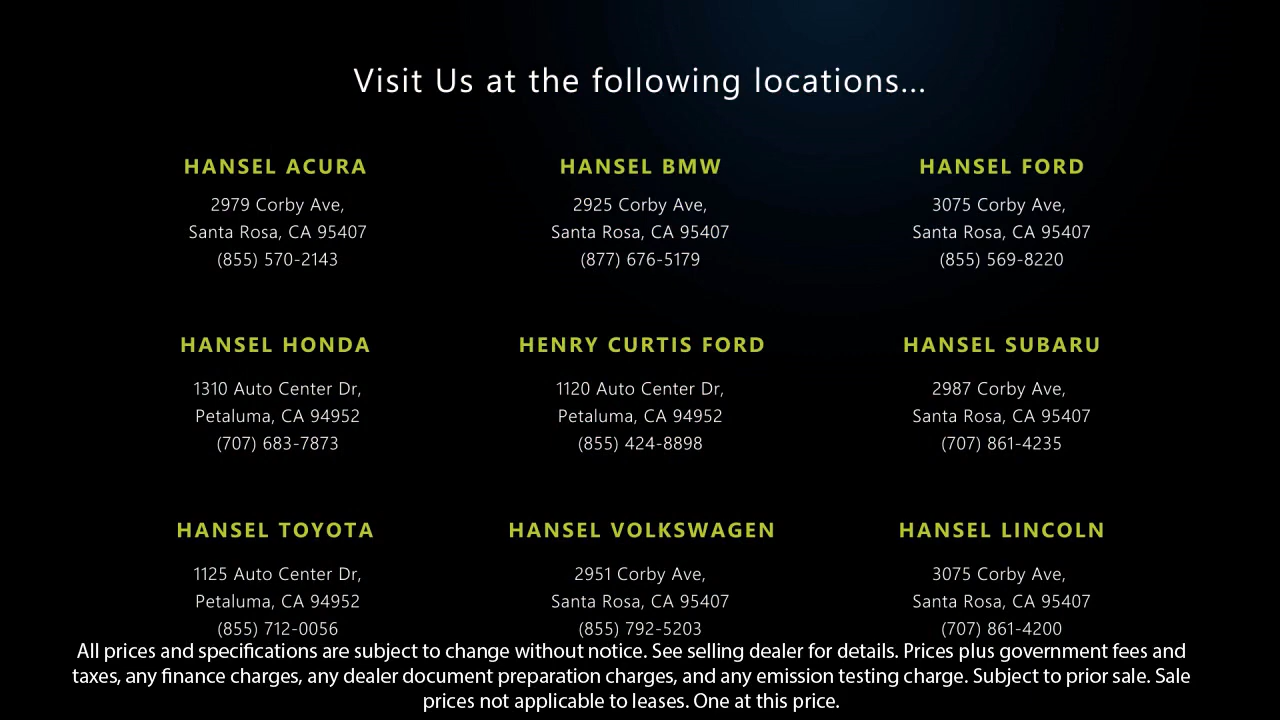 Visit Us at the following locations...
HANSEL ACURA
2979 Corby Ave,
Santa Rosa, CA 95407
(855) 570-2143
HANSEL BMW
2925 Corby Ave,
Santa Rosa, CA 95407
(877) 676-5179
HANSEL FORD
3075 Corby Ave,
Santa Rosa, CA 95407
(855) 569-8220
HANSEL HONDA
1310 Auto Center Dr,
Petaluma, CA 94952
(707) 683-7873
HENRY CURTIS FORD
1120 Auto Center Dr,
Petaluma, CA 94952
(855) 424-8898
HANSEL SUBARU
2987 Corby Ave,
Santa Rosa, CA 95407
(707) 861-4235
HANSEL TOYOTA
1125 Auto Center Dr,
Petaluma, CA 94952
(855) 712-0056
HANSEL VOLKSWAGEN
2951 Corby Ave,
Santa Rosa, CA 95407
(855) 792-5203
HANSEL LINCOLN
3075 Corby Ave,
Santa Rosa, CA 95407
(707) 861-4200
All prices and specifications are subject to change without notice. See selling dealer for details. Prices plus government fees and
taxes, any finance charges, any dealer document preparation charges, and any emission testing charge. Subject to prior sale. Sale
prices not applicable to leases. One at this price.